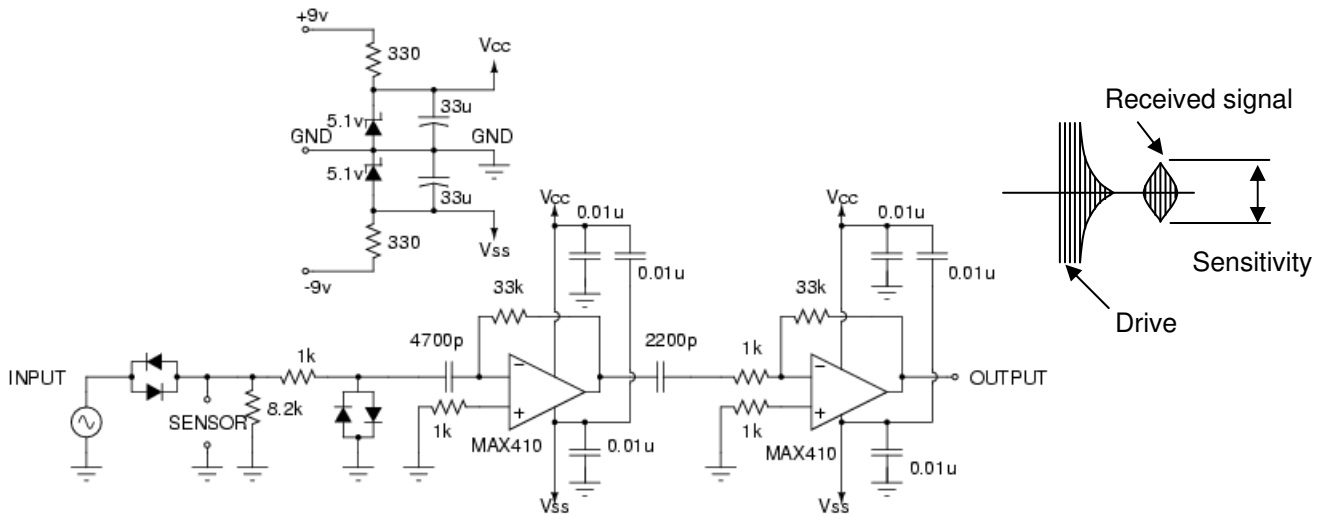 +9v
330
Vcc
5.1v
33u
GND
GND
5.1v
33u
330
Vss
-9v
Received signal
Sensitivity
Drive
Vcc
0.01u
0.01u
33k
4700p
2200p
1k
INPUT
SENSOR
8.2k
1k
MAX410
0.01u
Vss
Vcc
0.01u
0.01u
33k
1k
OUTPUT
1k
MAX410
0.01u
Vss
−
+
−
+